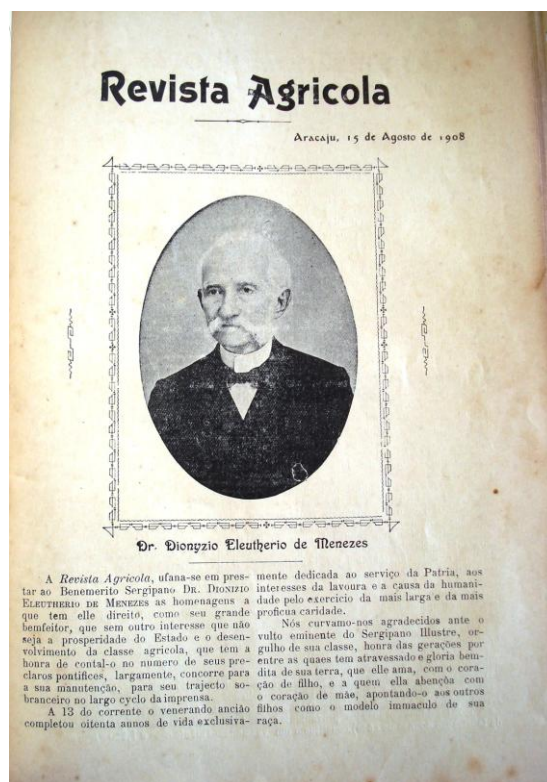 Revista Agricola
Aracaju, 15 de Agosto de 1908
Dr. Dionyzio Eleutherio de Menezes
A Revista Agricola, ufana-se em pres-
tar ao Benemerito Sergipano Dr. Dionizio
Eleutherio de Menezes as homenagens a
que tem elle direito, como seu grande
bemfeitor, que sem outro interesse que não
seja a prosperidade do Estado e o desen-
volvimento da classe agricola, que tem a
honra de contal-o no numero de seus pre-
claros pontifices, largamente, concorre para
a sua manutenção, para seu trajecto so-
branceiro no largo cyclo da imprensa.
A 13 do corrente o venerando ancião
completou oitenta annos de vida exclusiva-
mente dedicada ao serviço da Patria, aos
interesses da lavoura e a causa da humani-
dade pelo exercicio da mais larga e da mais
proficua caridade.
Nós curvamo-nos agradecidos ante o
vulto eminente do Sergipano Illustre, or-
gulho de sua classe, honra das gerações por
entre as quaes tem atravessado e gloria bem-
dita de sua terra, que elle ama, com o cora-
ção de filho, e a quem ella abençôa com
o coração de mãe, apontando-o aos outros
filhos como o modelo immaculo de sua
raça.